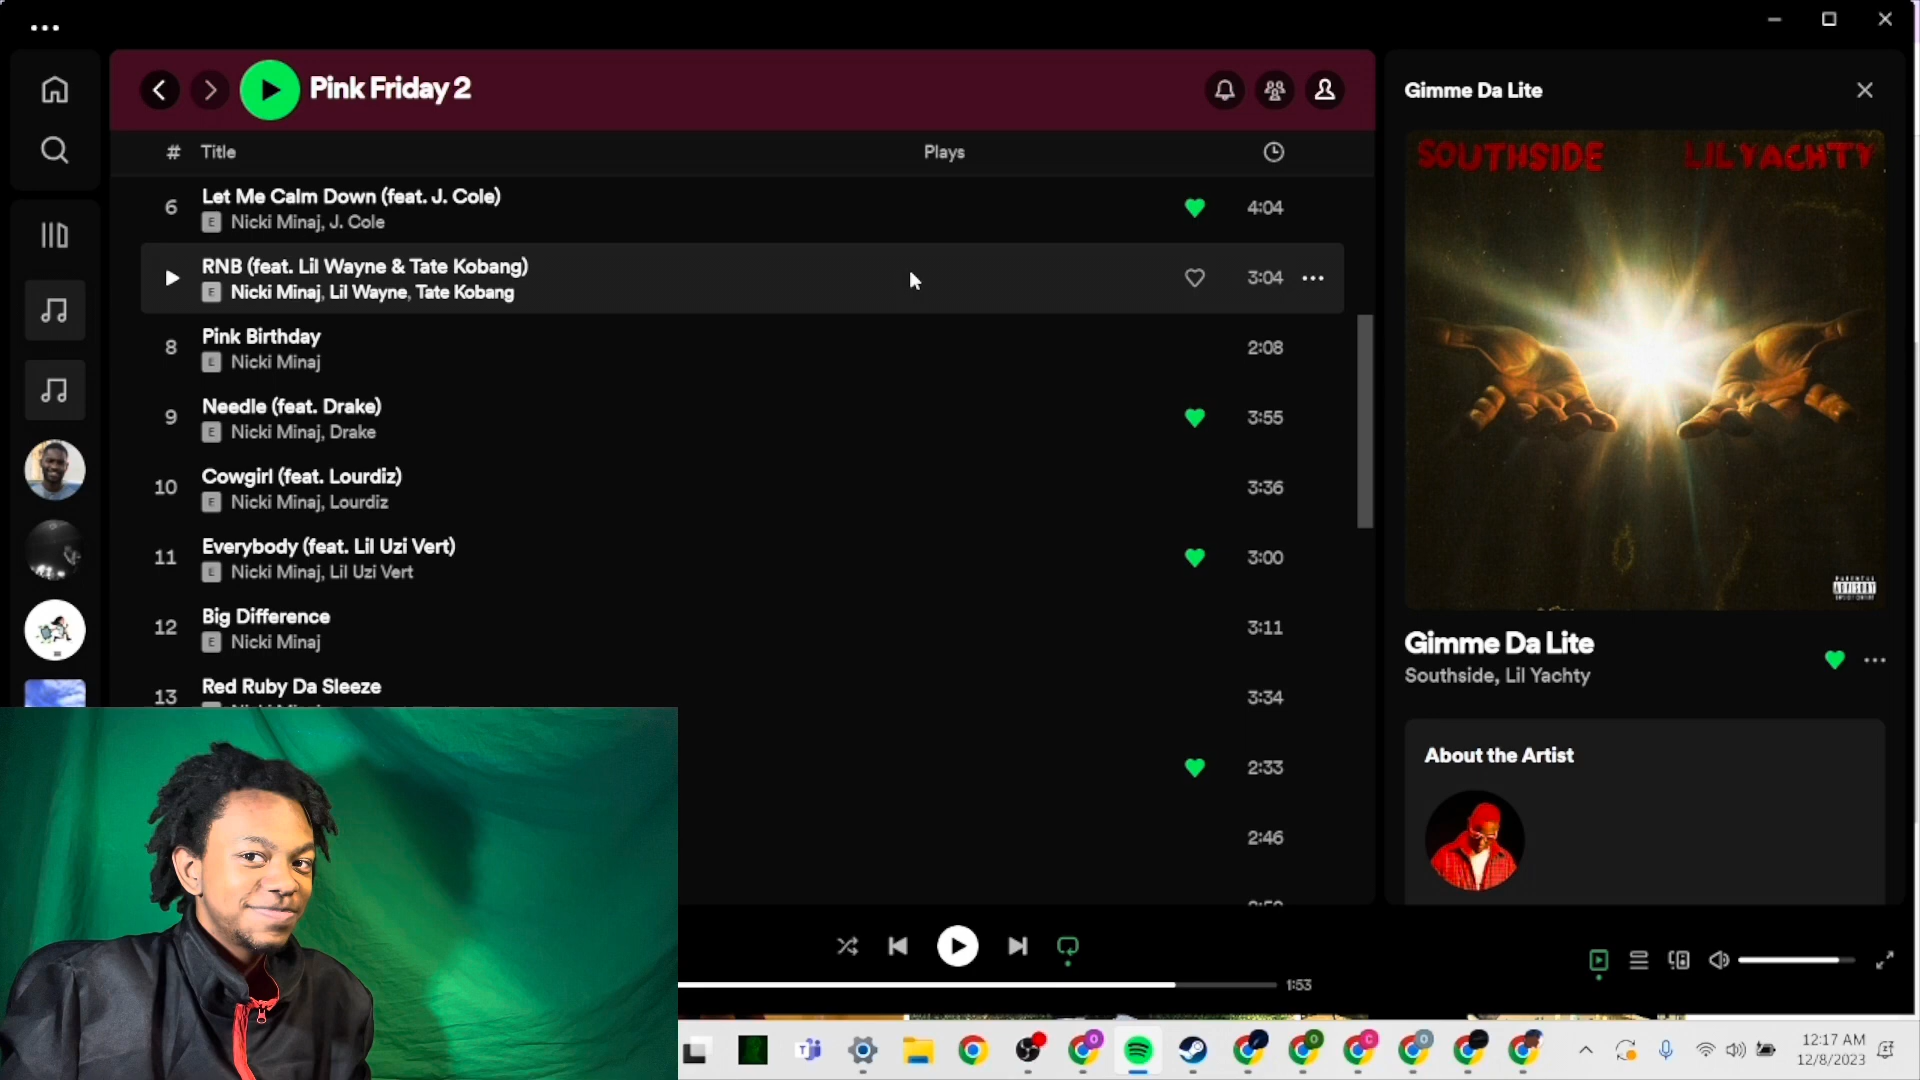 Pink Friday 2
# Title Plays
6 Let Me Calm Down (feat. J. Cole) 4:04
E Nicki Minaj, J. Cole
RNB (feat. Lil Wayne & Tate Kobang) 3:04
E Nicki Minaj, Lil Wayne, Tate Kobang
8 Pink Birthday 2:08
E Nicki Minaj
9 Needle (feat. Drake) 3:55
E Nicki Minaj, Drake
10 Cowgirl (feat. Lourdiz) 3:36
E Nicki Minaj, Lourdiz
11 Everybody (feat. Lil Uzi Vert) 3:00
E Nicki Minaj, Lil Uzi Vert
12 Big Difference 3:11
E Nicki Minaj
13 Red Ruby Da Sleeze 3:34
2:33
2:46
1:53
Gimme Da Lite
SOUTHSIDE LIL YACHTY
PARENTAL
ADVISORY
EXPLICIT CONTENT
Gimme Da Lite
Southside, Lil Yachty
About the Artist
12:17 AM
12/8/2023